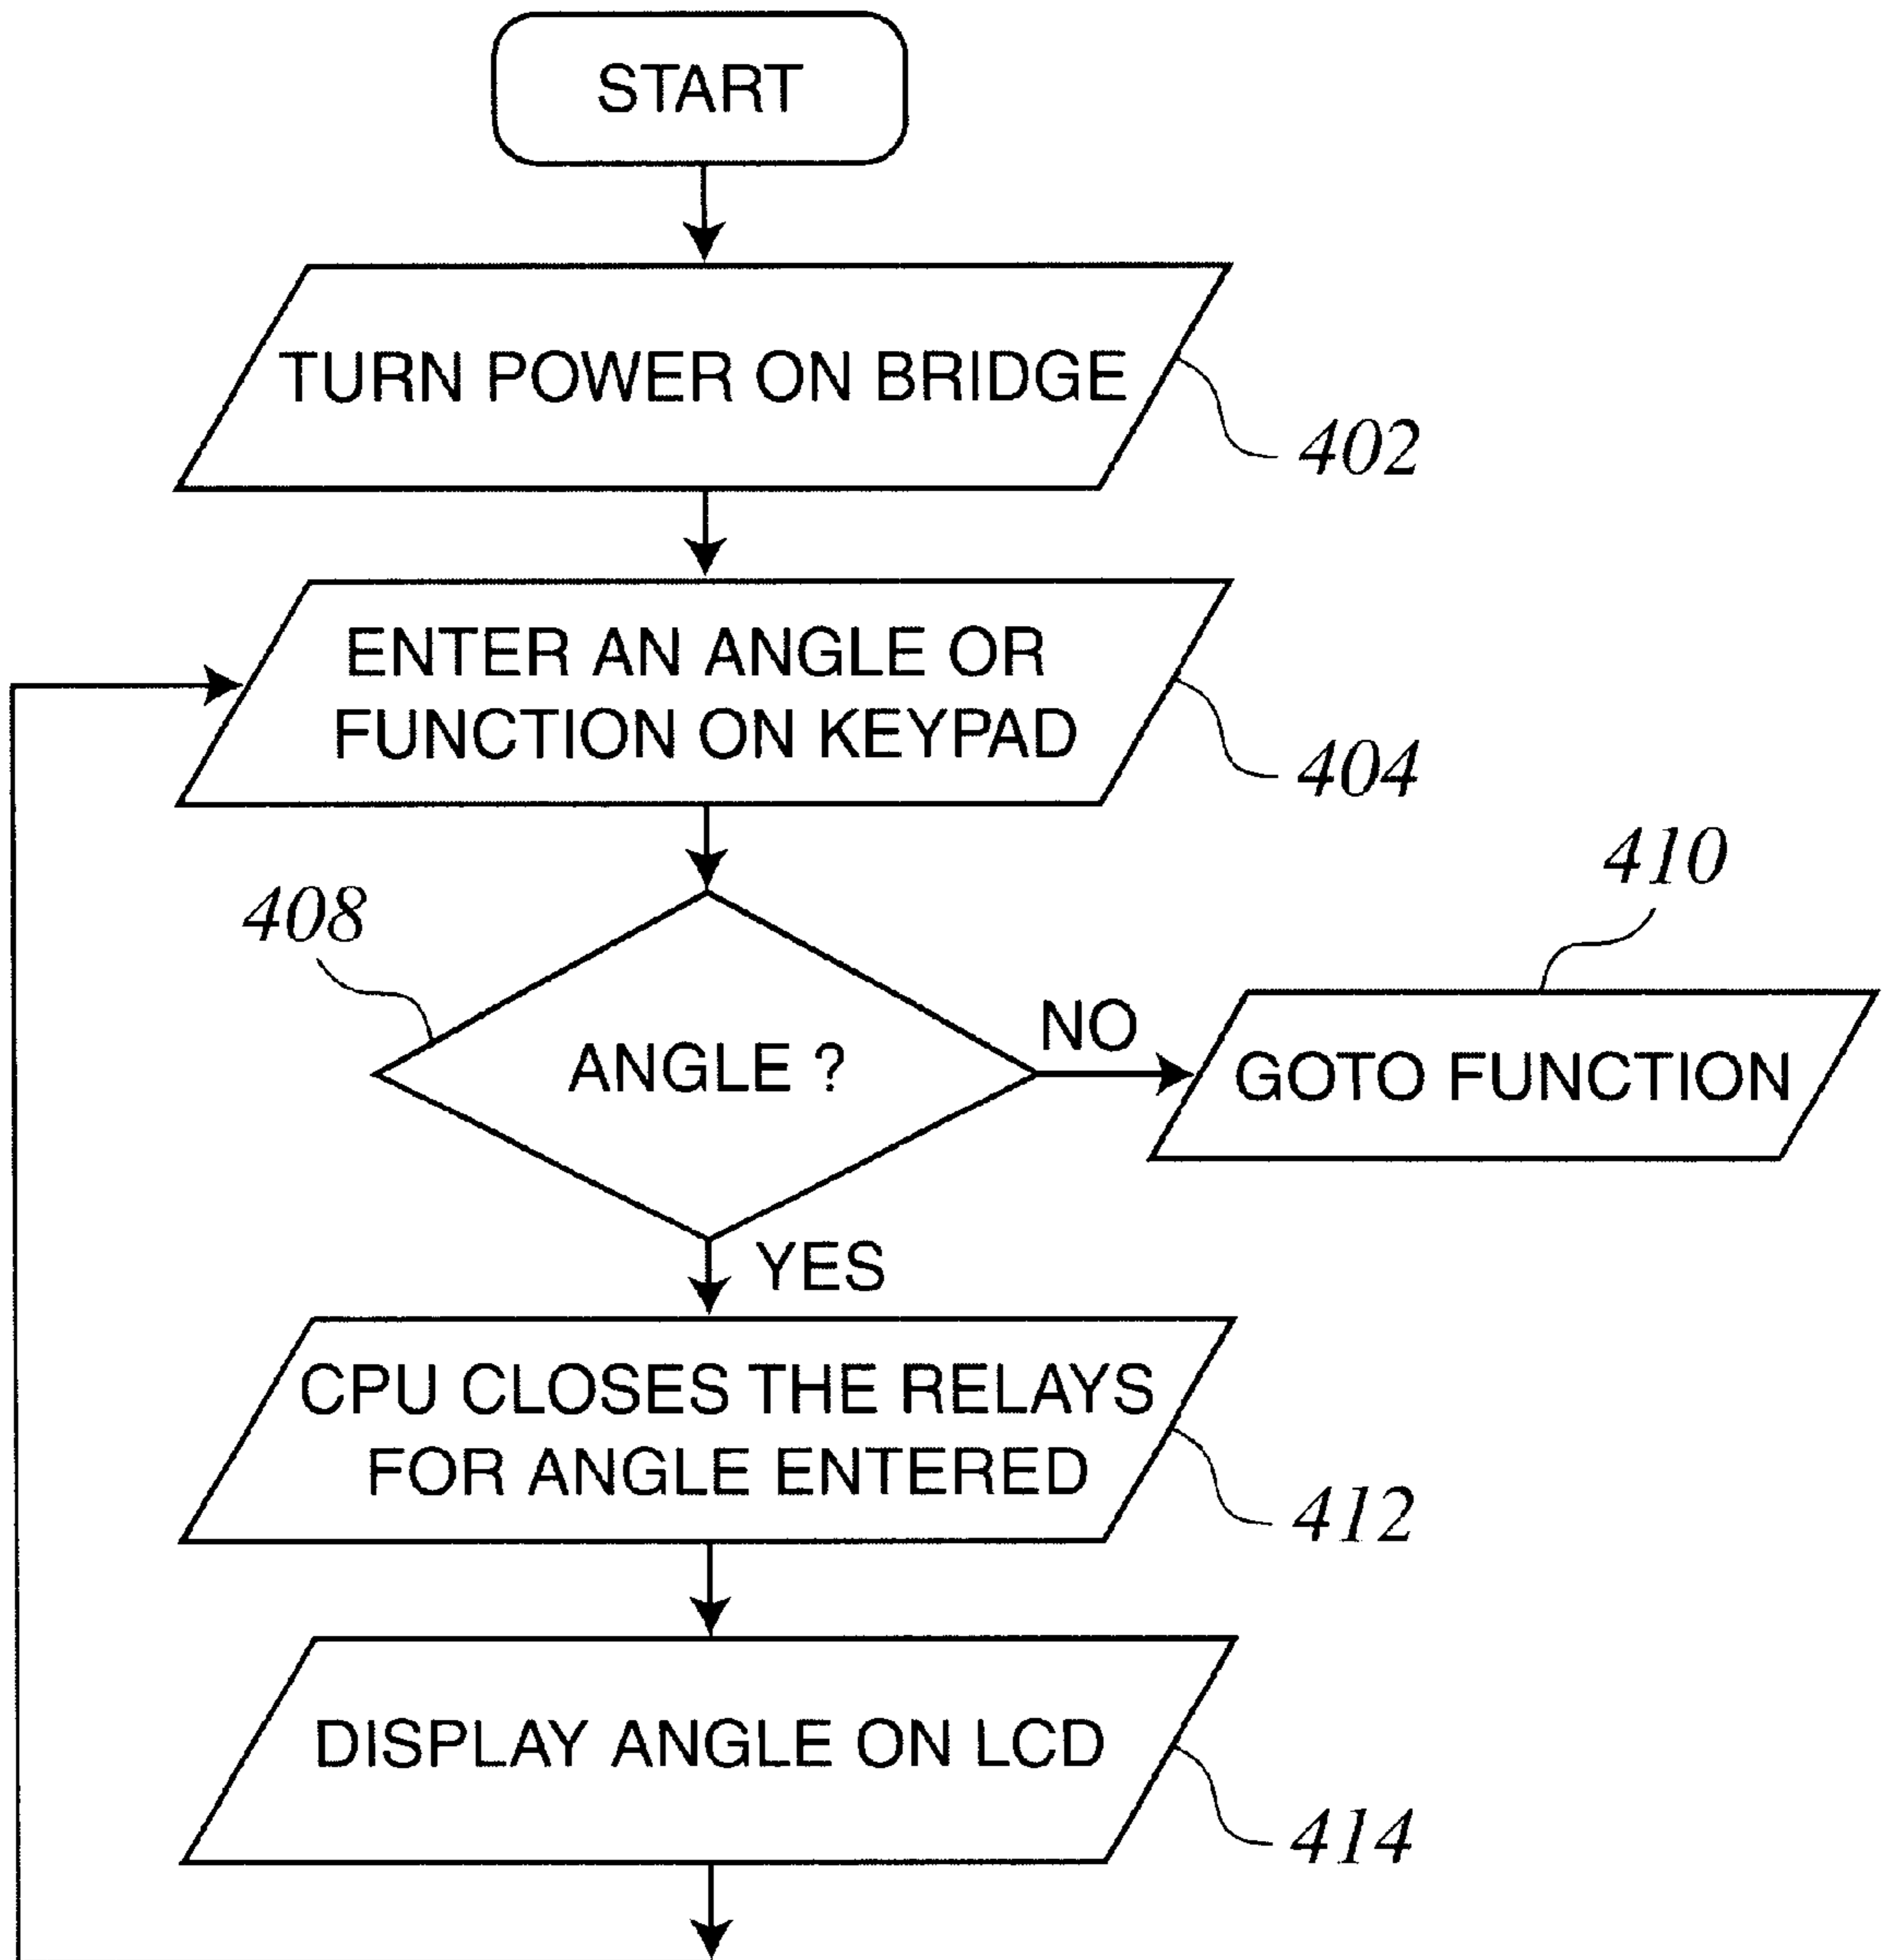 START
TURN POWER ON BRIDGE
402
ENTER AN ANGLE OR
FUNCTION ON KEYPAD
404
410
408
ANGLE ?
NO
GOTO FUNCTION
YES
CPU CLOSES THE RELAYS
FOR ANGLE ENTERED
412
DISPLAY ANGLE ON LCD
414